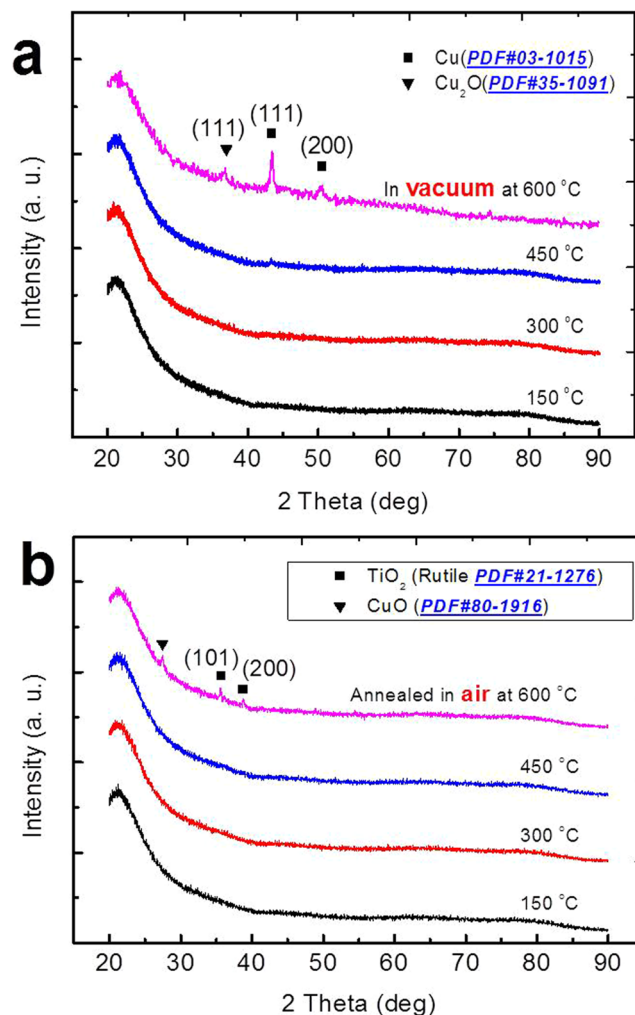 a
Cu(PDF#03-1015)
Cu2O(PDF#35-1091)
(111)
(111)
(200)
In vacuum at 600 °C
450 °C
300 °C
150 °C
Intensity (a. u.)
20 30 40 50 60 70 80 90
2 Theta (deg)
b
TiO2 (Rutile PDF#21-1276)
CuO (PDF#80-1916)
(101)
(200)
Annealed in air at 600 °C
450 °C
300 °C
150 °C
Intensity (a. u.)
20 30 40 50 60 70 80 90
2 Theta (deg)